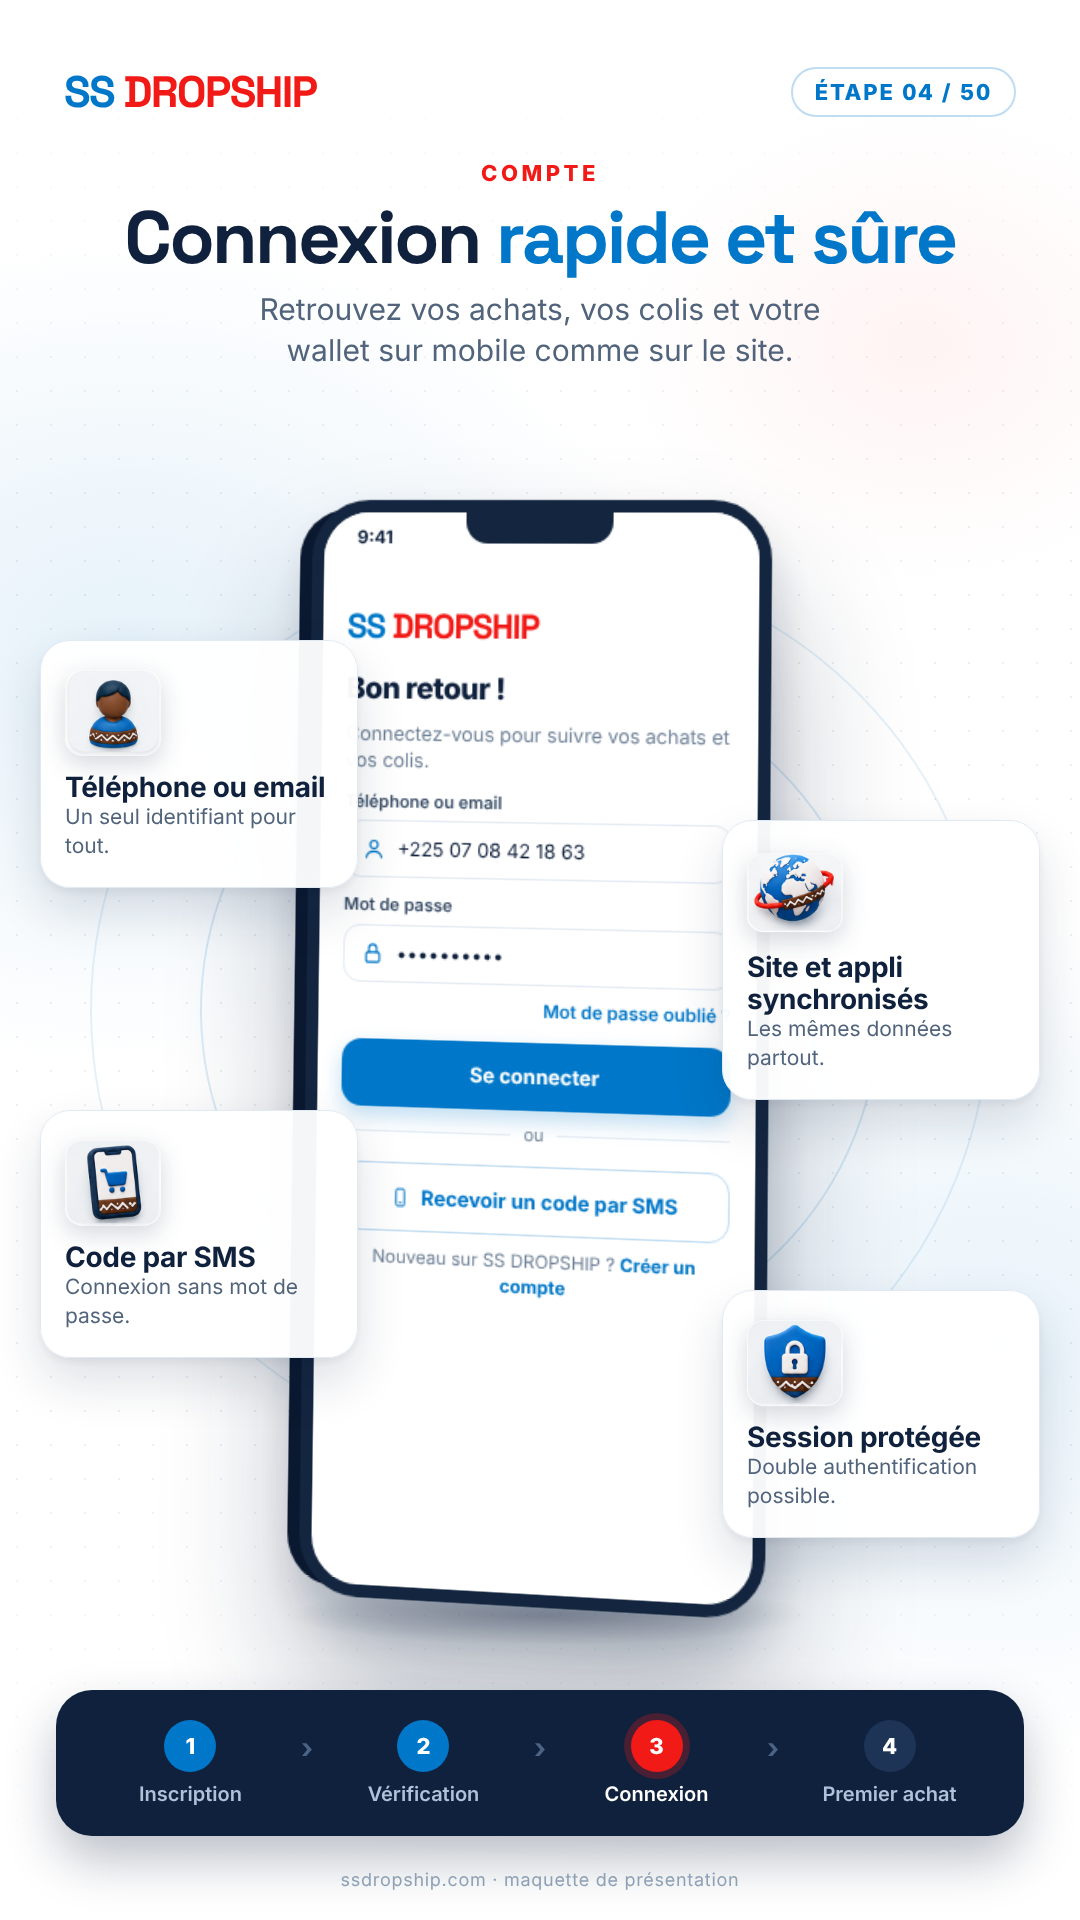 SS DROPSHIP
ÉTAPE 04 / 50
COMPTE
Connexion rapide et sûre
Retrouvez vos achats, vos colis et votre
wallet sur mobile comme sur le site.
9:41
SS DROPSHIP
Bon retour !
Connectez-vous pour suivre vos achats et
vos colis.
Téléphone ou email
+225 07 08 42 18 63
Mot de passe
••••••••••
Mot de passe oublié ?
Se connecter
ou
Recevoir un code par SMS
Nouveau sur SS DROPSHIP ? Créer un
compte
Téléphone ou email
Un seul identifiant pour
tout.
Site et appli
synchronisés
Les mêmes données
partout.
Code par SMS
Connexion sans mot de
passe.
Session protégée
Double authentification
possible.
1 › 2 › 3 › 4
Inscription Vérification Connexion Premier achat
ssdropship.com · maquette de présentation